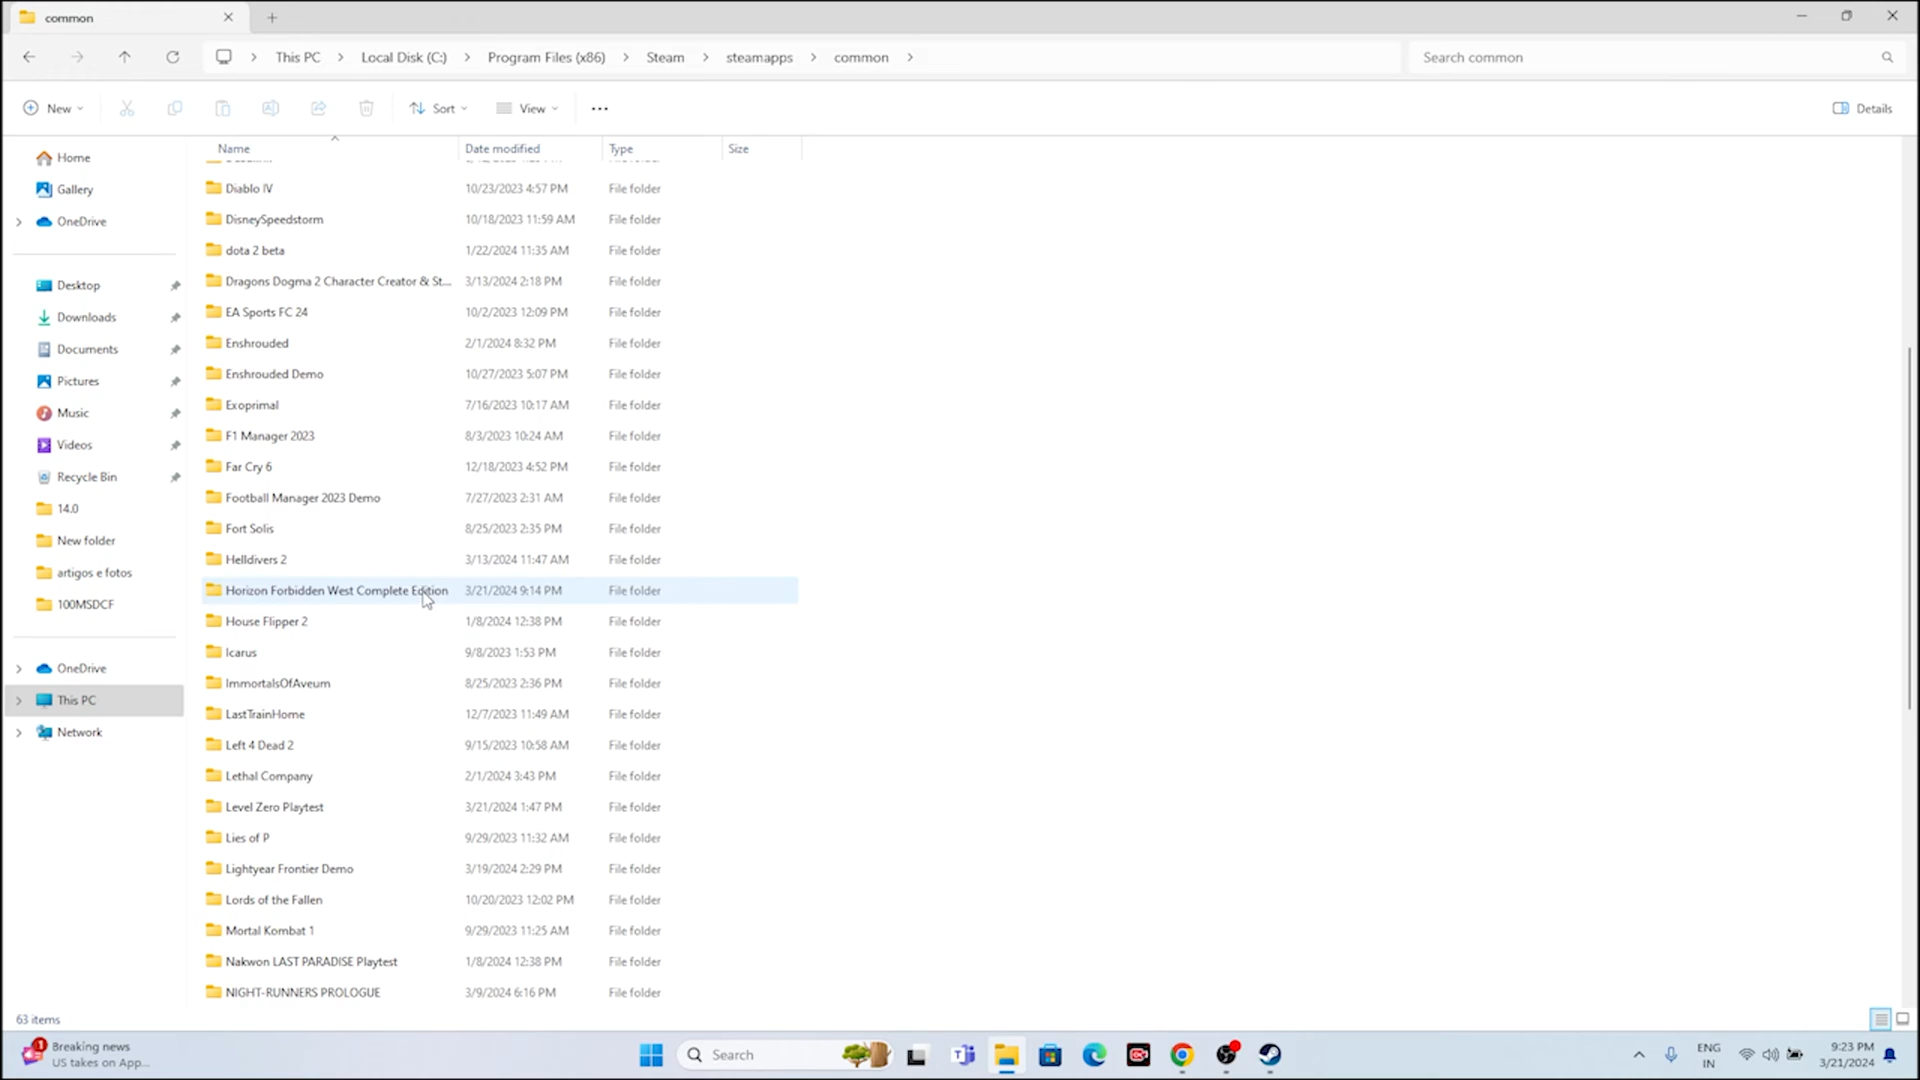 common
This PC
Local Disk (C:)
Program Files (x86)
Steam
steamapps
common
Search common
New
Sort
View
Details
Name
Date modified
Type
Size
Home
Gallery
OneDrive
Desktop
Downloads
Documents
Pictures
Music
Videos
Recycle Bin
14.0
New folder
artigos e fotos
100MSDCF
OneDrive
This PC
Network
Diablo IV 10/23/2023 4:57 PM File folder
DisneySpeedstorm 10/18/2023 11:59 AM File folder
dota 2 beta 1/22/2024 11:35 AM File folder
Dragons Dogma 2 Character Creator & St... 3/13/2024 2:18 PM File folder
EA Sports FC 24 10/2/2023 12:09 PM File folder
Enshrouded 2/1/2024 8:32 PM File folder
Enshrouded Demo 10/27/2023 5:07 PM File folder
Exoprimal 7/16/2023 10:17 AM File folder
F1 Manager 2023 8/3/2023 10:24 AM File folder
Far Cry 6 12/18/2023 4:52 PM File folder
Football Manager 2023 Demo 7/27/2023 2:31 AM File folder
Fort Solis 8/25/2023 2:35 PM File folder
Helldivers 2 3/13/2024 11:47 AM File folder
Horizon Forbidden West Complete Edition 3/21/2024 9:14 PM File folder
House Flipper 2 1/8/2024 12:38 PM File folder
Icarus 9/8/2023 1:53 PM File folder
ImmortalsOfAveum 8/25/2023 2:36 PM File folder
LastTrainHome 12/7/2023 11:49 AM File folder
Left 4 Dead 2 9/15/2023 10:58 AM File folder
Lethal Company 2/1/2024 3:43 PM File folder
Level Zero Playtest 3/21/2024 1:47 PM File folder
Lies of P 9/29/2023 11:32 AM File folder
Lightyear Frontier Demo 3/19/2024 2:29 PM File folder
Lords of the Fallen 10/20/2023 12:02 PM File folder
Mortal Kombat 1 9/29/2023 11:25 AM File folder
Nakwon LAST PARADISE Playtest 1/8/2024 12:38 PM File folder
NIGHT-RUNNERS PROLOGUE 3/9/2024 6:16 PM File folder
63 items
1
Breaking news
US takes on App...
Search
ENG
IN
9:23 PM
3/21/2024